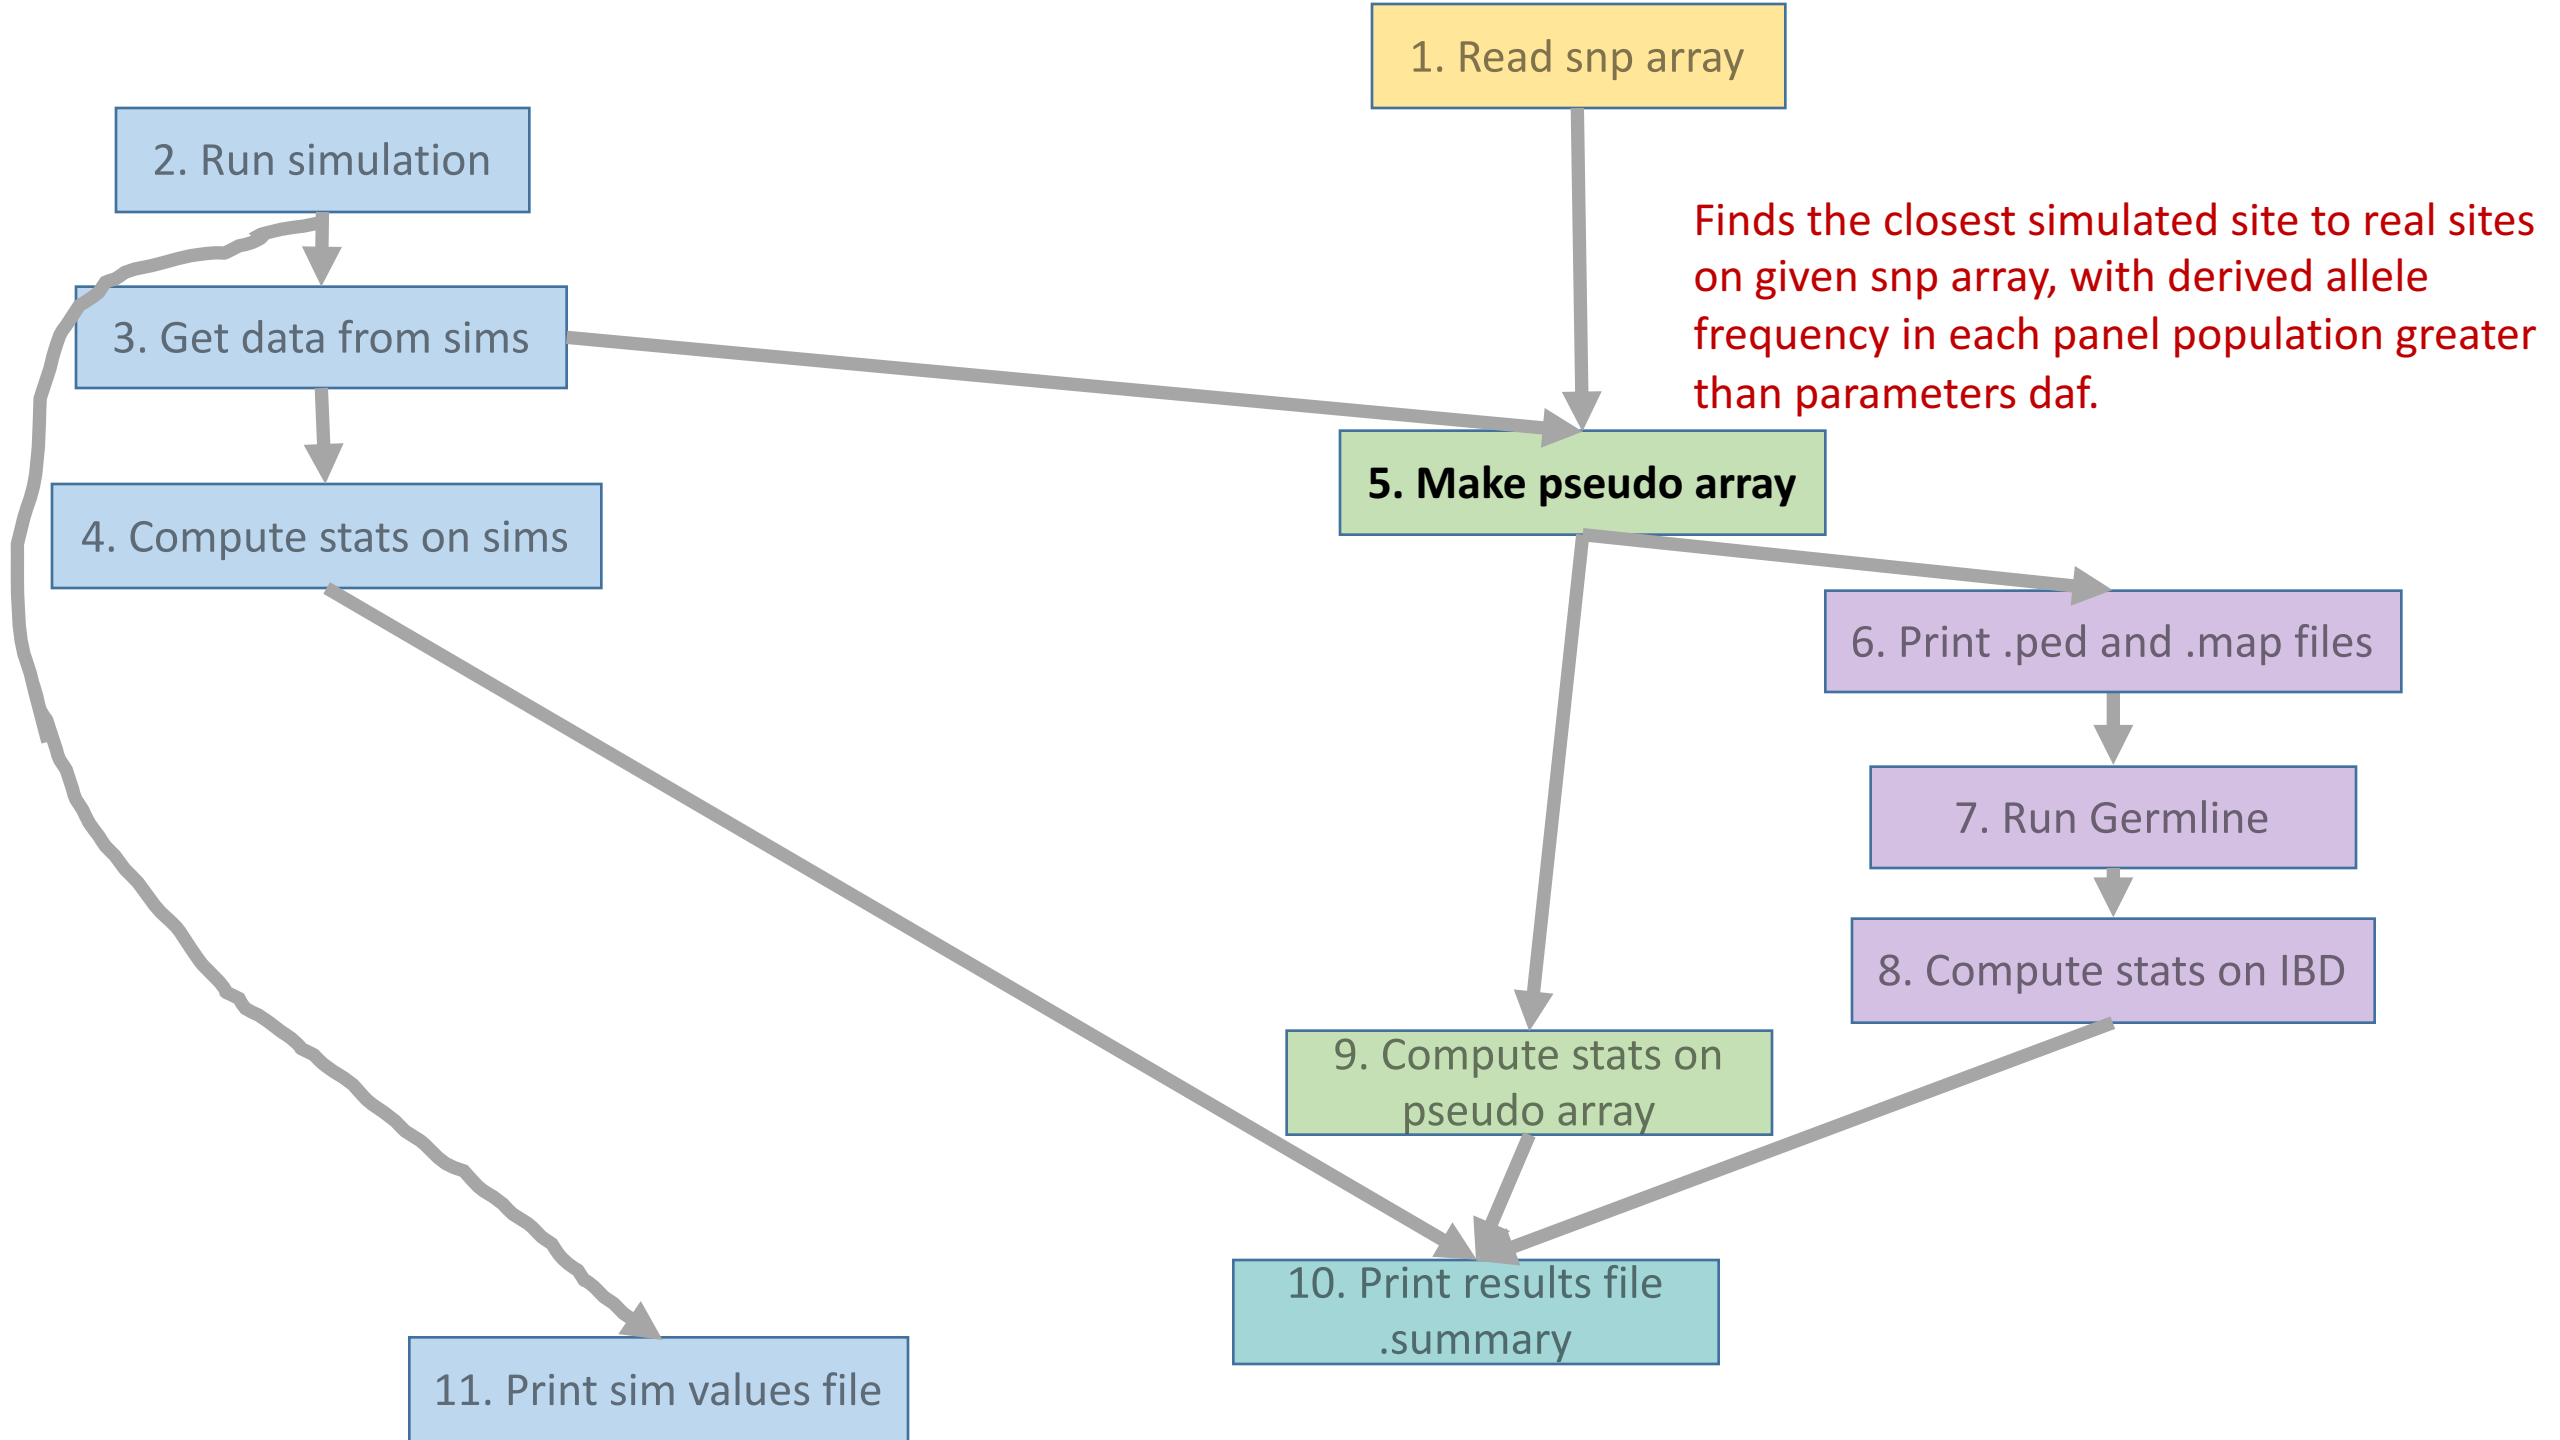 1. Read snp array
2. Run simulation
Finds the closest simulated site to real sites
on given snp array, with derived allele
frequency in each panel population greater
than parameters daf.
3. Get data from sims
5. Make pseudo array
4. Compute stats on sims
6. Print .ped and .map files
7. Run Germline
8. Compute stats on IBD
9. Compute stats on
pseudo array
10. Print results file
.summary
11. Print sim values file